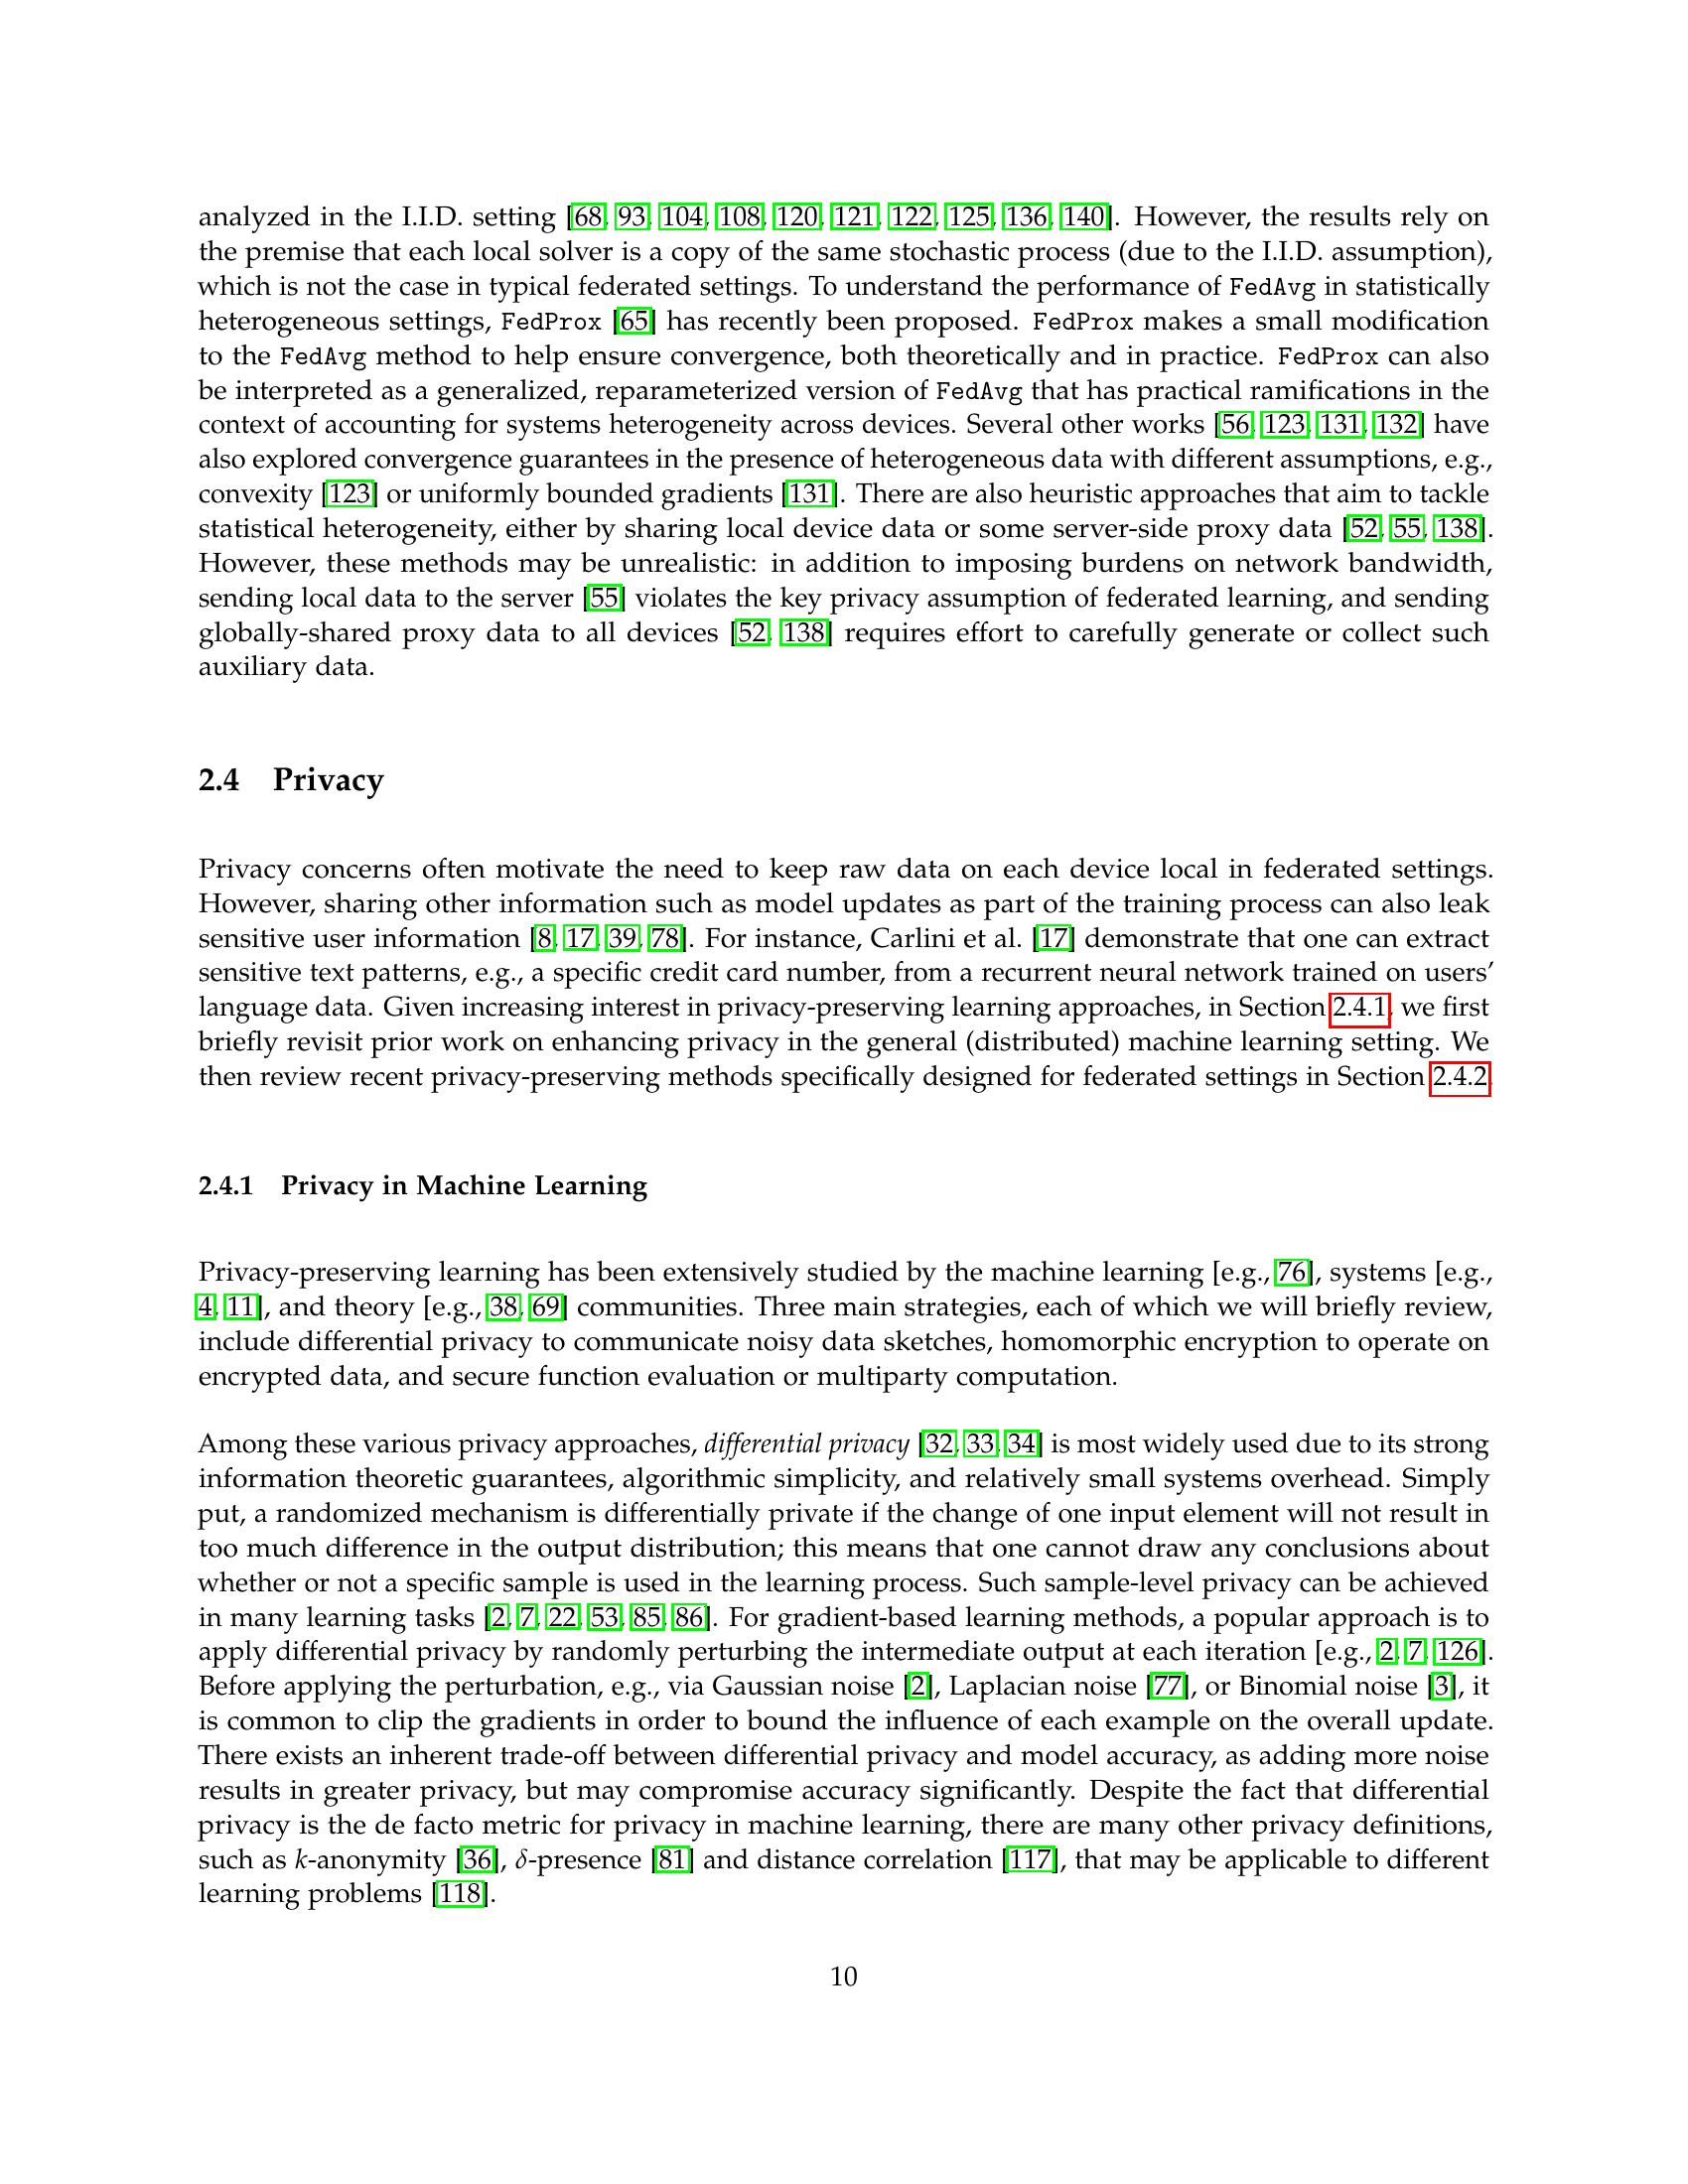 analyzed in the I.I.D. setting [68, 93, 104, 108, 120, 121, 122, 125, 136, 140]. However, the results rely on
the premise that each local solver is a copy of the same stochastic process (due to the I.I.D. assumption),
which is not the case in typical federated settings. To understand the performance of FedAvg in statistically
heterogeneous settings, FedProx [65] has recently been proposed. FedProx makes a small modification
to the FedAvg method to help ensure convergence, both theoretically and in practice. FedProx can also
be interpreted as a generalized, reparameterized version of FedAvg that has practical ramifications in the
context of accounting for systems heterogeneity across devices. Several other works [56, 123, 131, 132] have
also explored convergence guarantees in the presence of heterogeneous data with different assumptions, e.g.,
convexity [123] or uniformly bounded gradients [131]. There are also heuristic approaches that aim to tackle
statistical heterogeneity, either by sharing local device data or some server-side proxy data [52, 55, 138].
However, these methods may be unrealistic: in addition to imposing burdens on network bandwidth,
sending local data to the server [55] violates the key privacy assumption of federated learning, and sending
globally-shared proxy data to all devices [52, 138] requires effort to carefully generate or collect such
auxiliary data.
2.4 Privacy
Privacy concerns often motivate the need to keep raw data on each device local in federated settings.
However, sharing other information such as model updates as part of the training process can also leak
sensitive user information [8, 17, 39, 78]. For instance, Carlini et al. [17] demonstrate that one can extract
sensitive text patterns, e.g., a specific credit card number, from a recurrent neural network trained on users’
language data. Given increasing interest in privacy-preserving learning approaches, in Section 2.4.1, we first
briefly revisit prior work on enhancing privacy in the general (distributed) machine learning setting. We
then review recent privacy-preserving methods specifically designed for federated settings in Section 2.4.2.
2.4.1 Privacy in Machine Learning
Privacy-preserving learning has been extensively studied by the machine learning [e.g., 76], systems [e.g.,
4, 11], and theory [e.g., 38, 69] communities. Three main strategies, each of which we will briefly review,
include differential privacy to communicate noisy data sketches, homomorphic encryption to operate on
encrypted data, and secure function evaluation or multiparty computation.
Among these various privacy approaches, differential privacy [32, 33, 34] is most widely used due to its strong
information theoretic guarantees, algorithmic simplicity, and relatively small systems overhead. Simply
put, a randomized mechanism is differentially private if the change of one input element will not result in
too much difference in the output distribution; this means that one cannot draw any conclusions about
whether or not a specific sample is used in the learning process. Such sample-level privacy can be achieved
in many learning tasks [2, 7, 22, 53, 85, 86]. For gradient-based learning methods, a popular approach is to
apply differential privacy by randomly perturbing the intermediate output at each iteration [e.g., 2, 7, 126].
Before applying the perturbation, e.g., via Gaussian noise [2], Laplacian noise [77], or Binomial noise [3], it
is common to clip the gradients in order to bound the influence of each example on the overall update.
There exists an inherent trade-off between differential privacy and model accuracy, as adding more noise
results in greater privacy, but may compromise accuracy significantly. Despite the fact that differential
privacy is the de facto metric for privacy in machine learning, there are many other privacy definitions,
such as k-anonymity [36], δ-presence [81] and distance correlation [117], that may be applicable to different
learning problems [118].
10